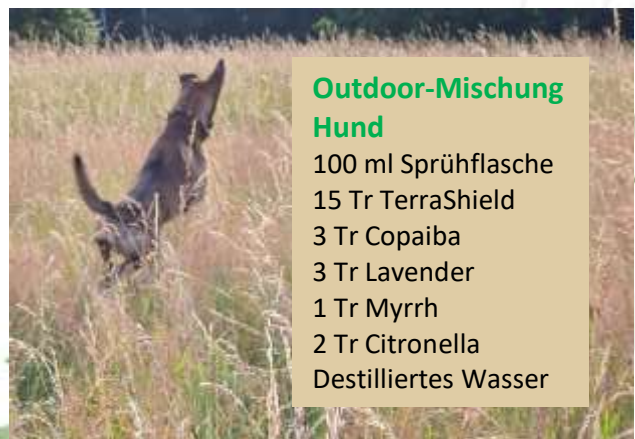 Outdoor-Mischung
Hund
100 ml Sprühflasche
15 Tr TerraShield
3 Tr Copaiba
3 Tr Lavender
1 Tr Myrrh
2 Tr Citronella
Destilliertes Wasser